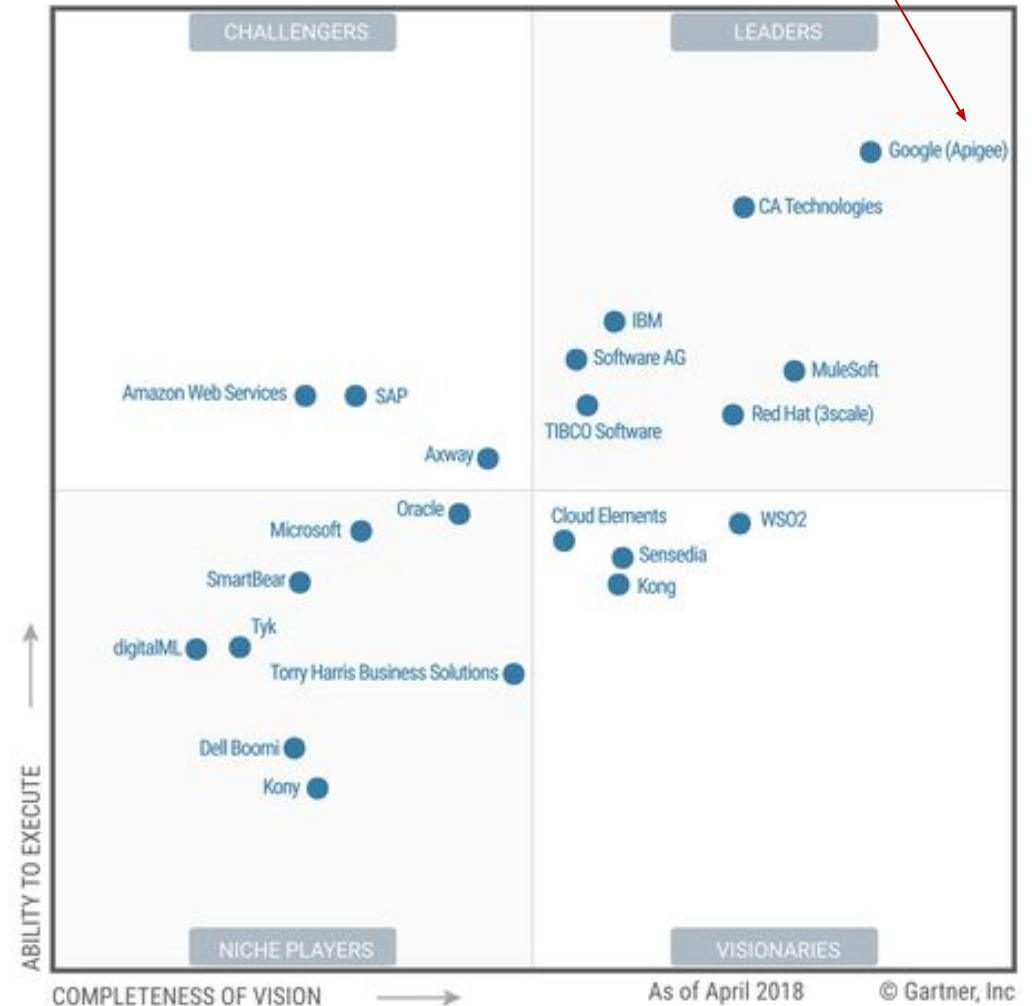 CHALLENGERS
LEADERS
Google (Apigee)
CA Technologies
IBM
Software AG
MuleSoft
Amazon Web Services
SAP
Red Hat (3scale)
TIBCO Software
Axway
Oracle
Cloud Elements
WSO2
Microsoft
Sensedia
SmartBear
Kong
Tyk
digitalML
Torry Harris Business Solutions
Dell Boomi
Kony
ABILITY TO EXECUTE
NICHE PLAYERS
VISIONARIES
COMPLETENESS OF VISION
As of April 2018
© Gartner, Inc